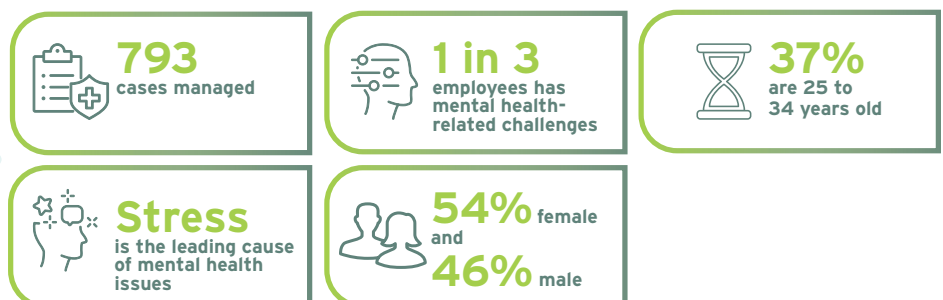 793
cases managed
1 in 3
employees has
mental health-
related challenges
37%
are 25 to
34 years old
Stress
is the leading cause
of mental health
issues
54% female
and
46% male